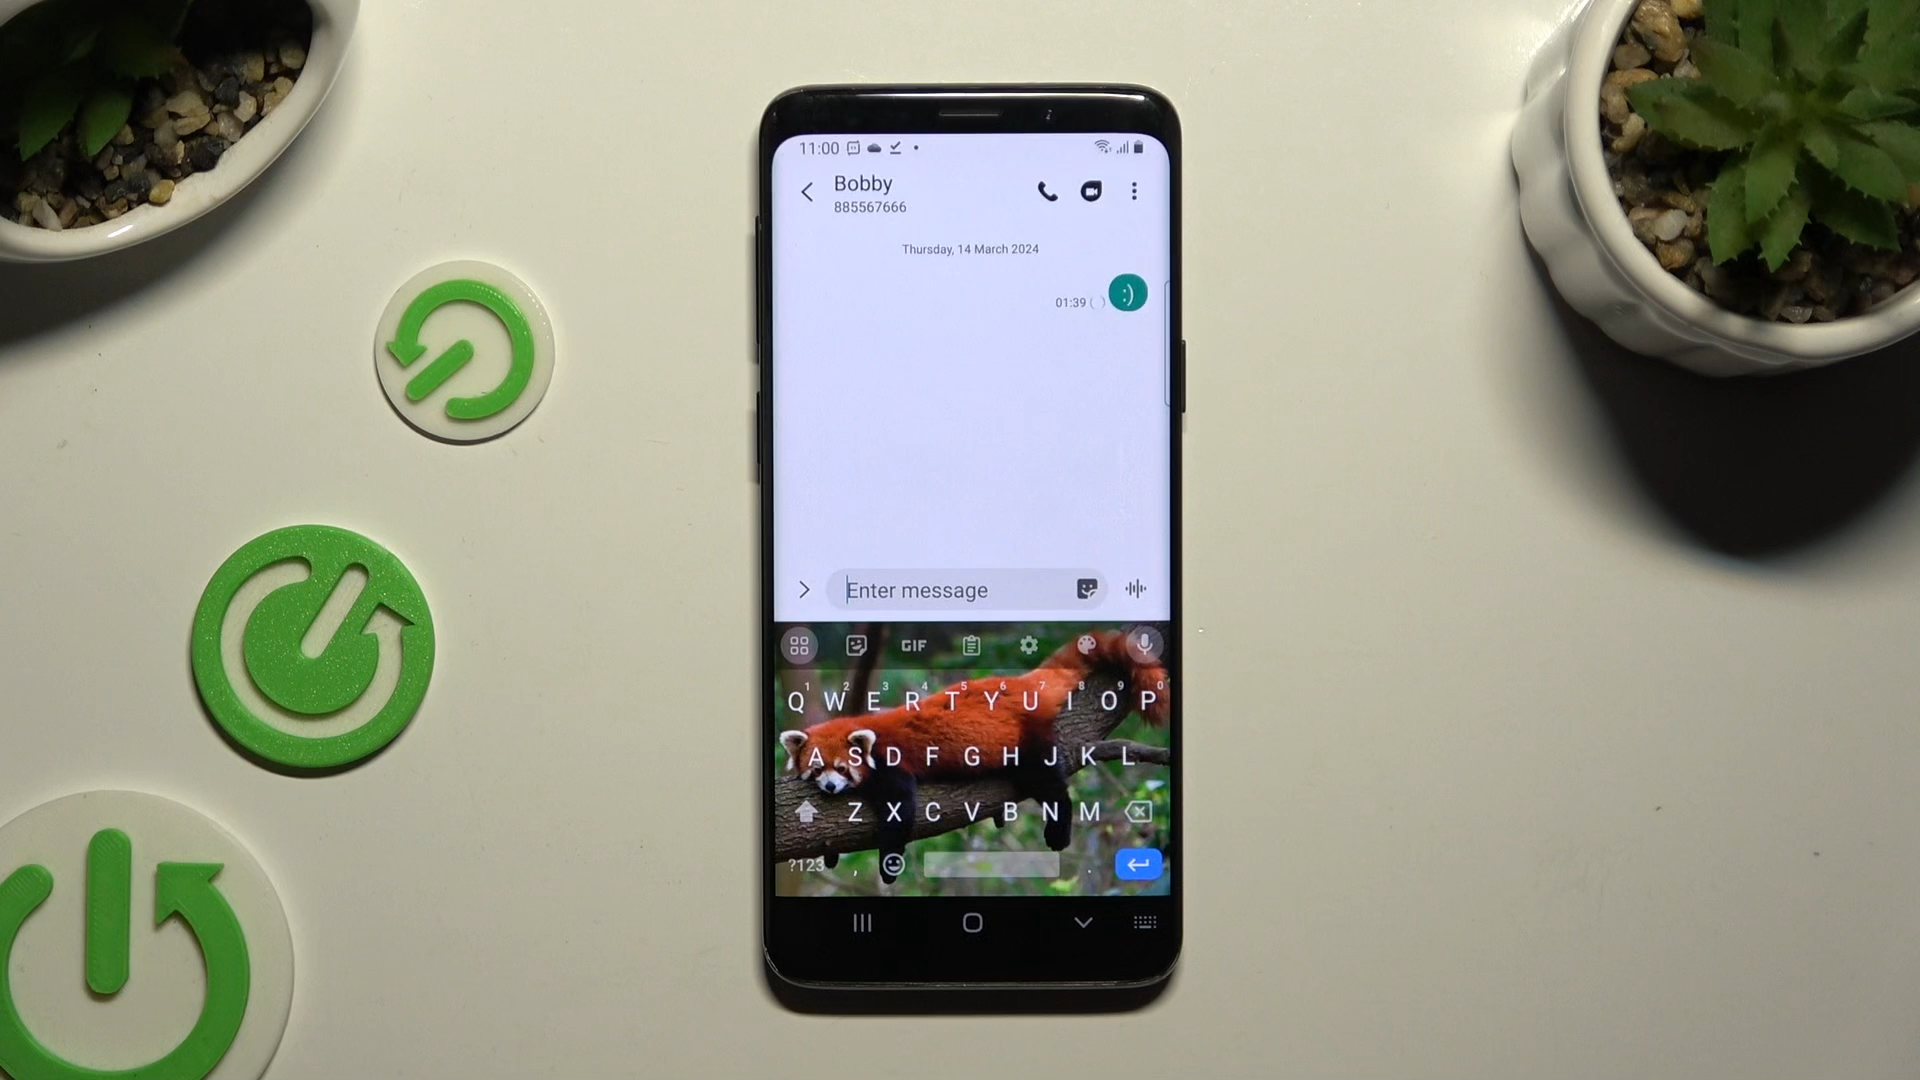 11:00
Bobby
885567666
Thursday, 14 March 2024
01:39 :)
Enter message
GIF
1 2 3 4 5 6 7 8 9 0
Q W E R T Y U I O P
A S D F G H J K L
Z X C V B N M
?123 , .